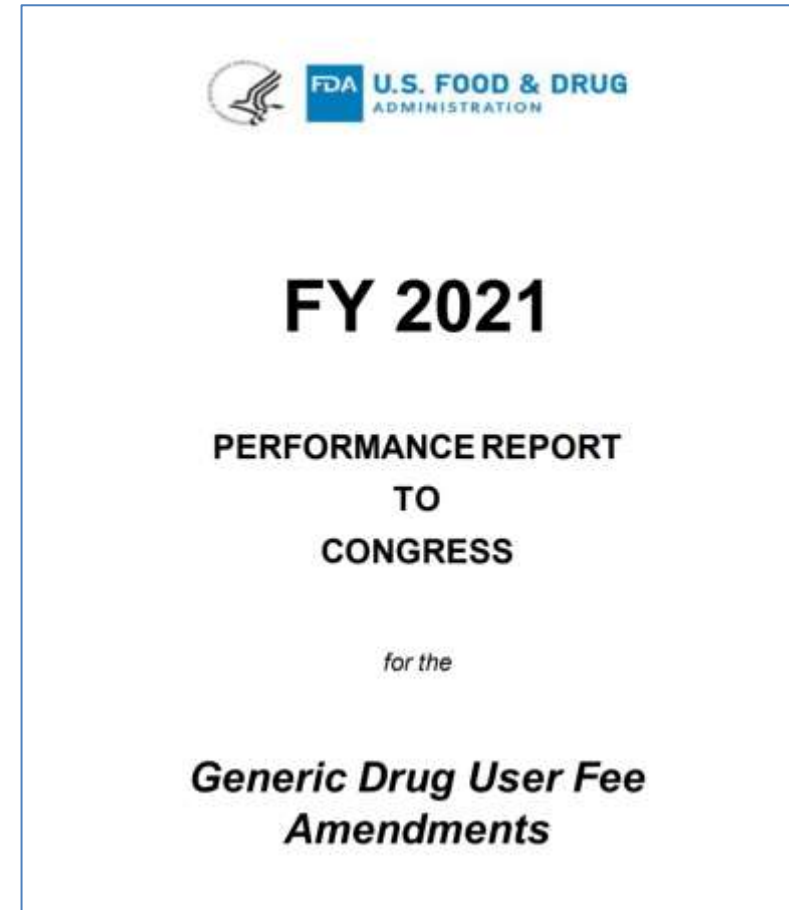 FDA U.S. FOOD & DRUG
ADMINISTRATION
FY 2021
PERFORMANCE REPORT
TO
CONGRESS
for the
Generic Drug User Fee
Amendments